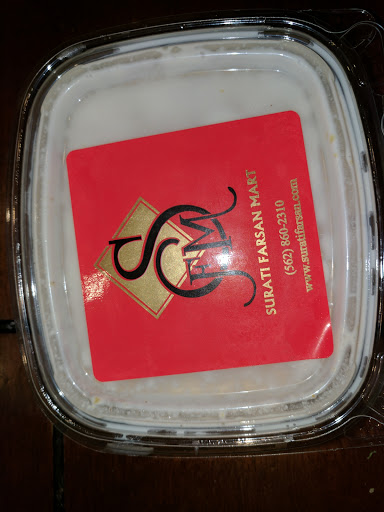 SFM
SURATI FARSAN MART
(562) 860-2310
www.suratifarsan.com